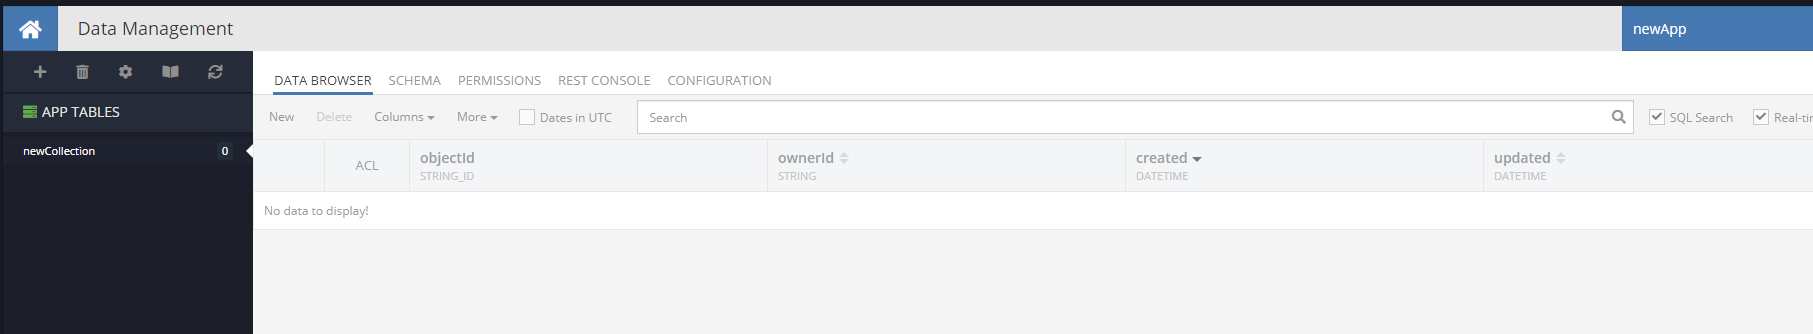 Data Management
newApp
APP TABLES
newCollection 0
DATA BROWSER SCHEMA PERMISSIONS REST CONSOLE CONFIGURATION
New Delete Columns More Dates in UTC Search SQL Search Real-tir
ACL objectId ownerId created updated
STRING_ID STRING DATETIME DATETIME
No data to display!